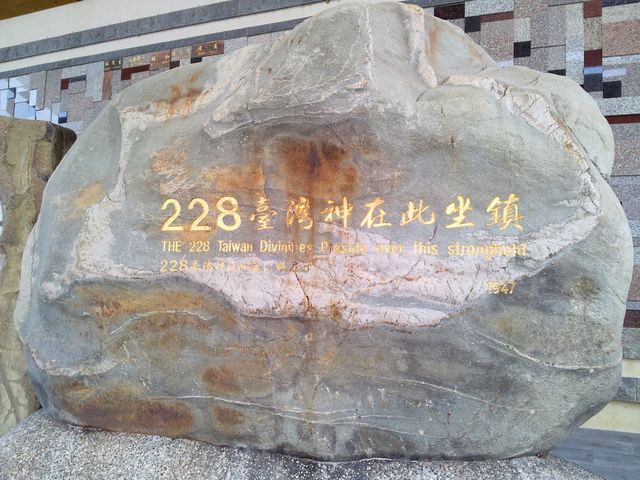 228臺灣神在此坐鎮
THE 228 Taiwan Divinities Preside over this stronghold
228
1947